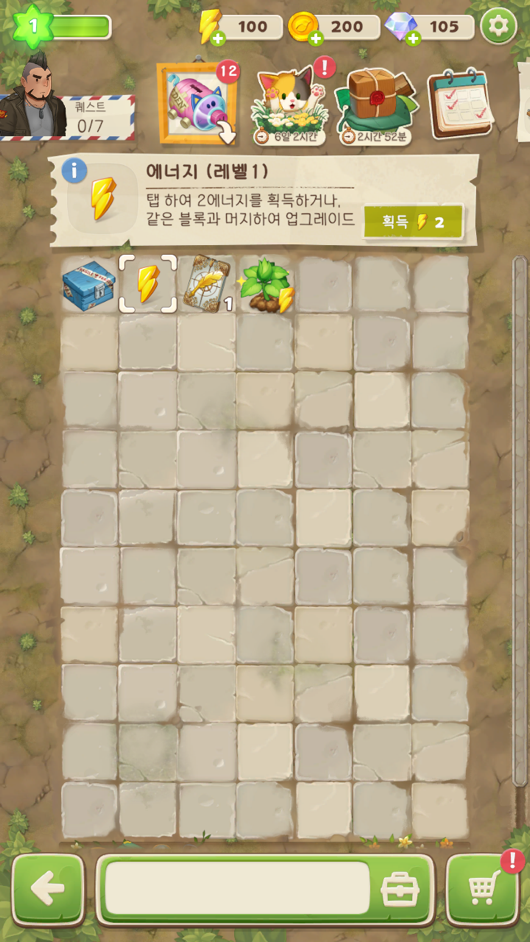 1
100
200
105
퀘스트
0/7
12
!
6일 2시간
2시간 52분
i
에너지 (레벨1)
탭 하여 2에너지를 획득하거나,
같은 블록과 머지하여 업그레이드
획득 2
1
!